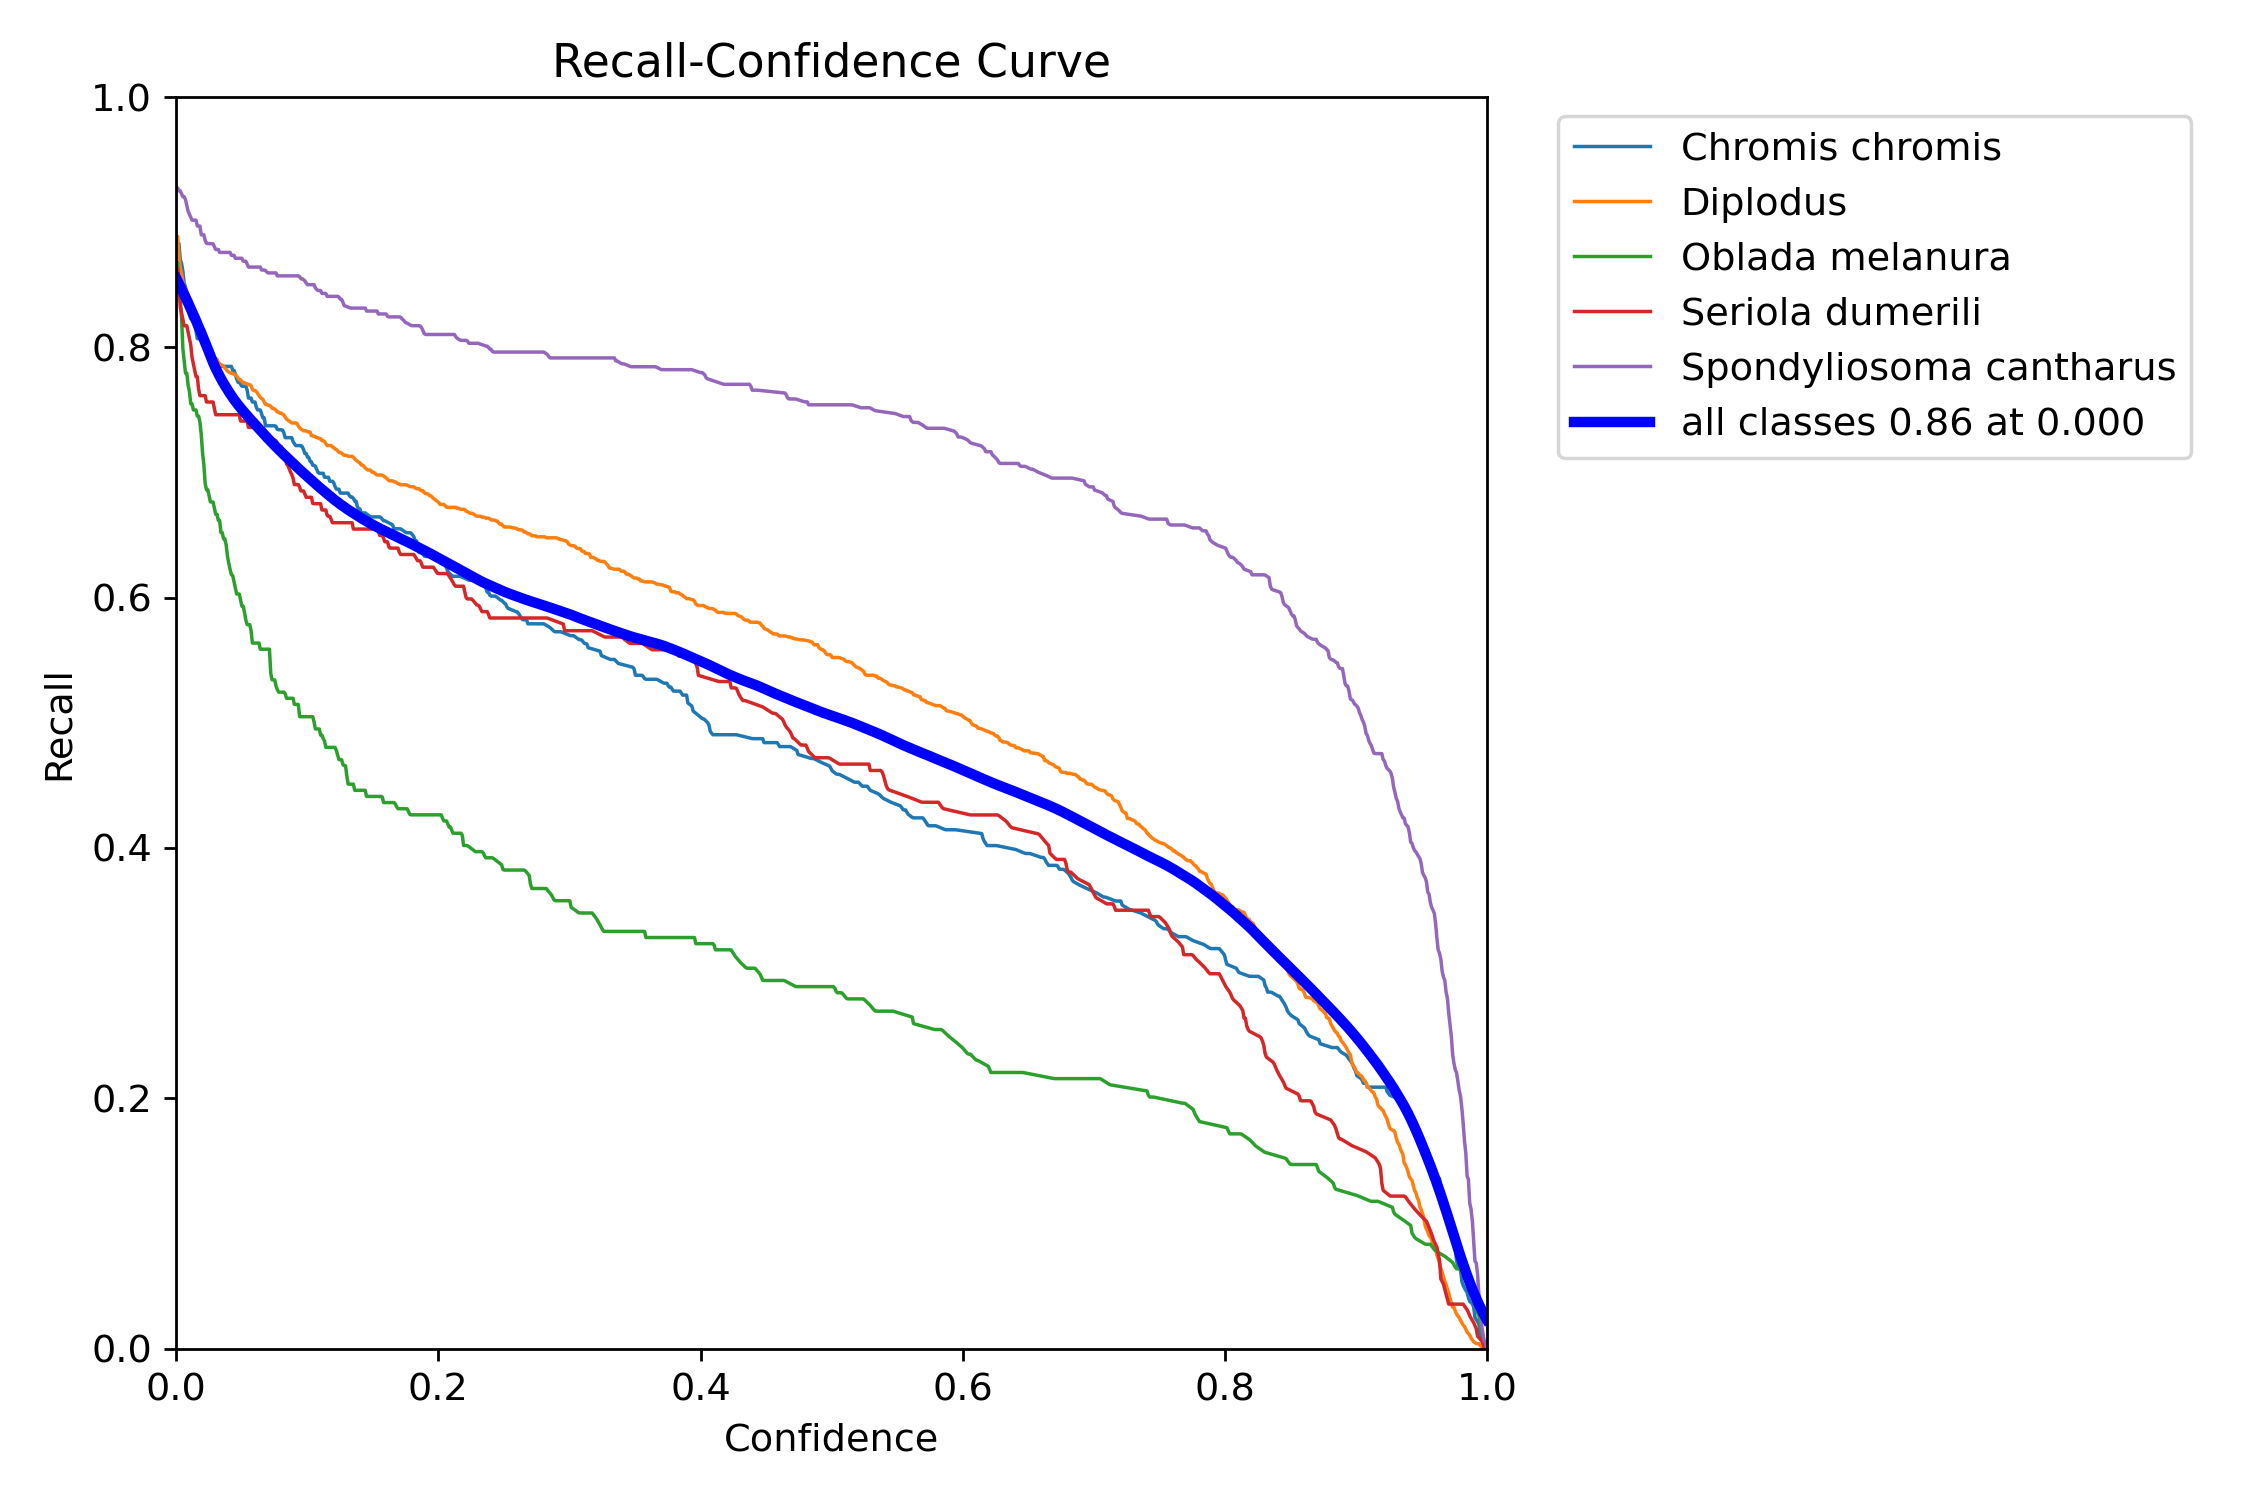 Recall-Confidence Curve
1.0
0.8
0.6
0.4
0.2
0.0
Recall
0.0 0.2 0.4 0.6 0.8 1.0
Confidence
Chromis chromis
Diplodus
Oblada melanura
Seriola dumerili
Spondyliosoma cantharus
all classes 0.86 at 0.000